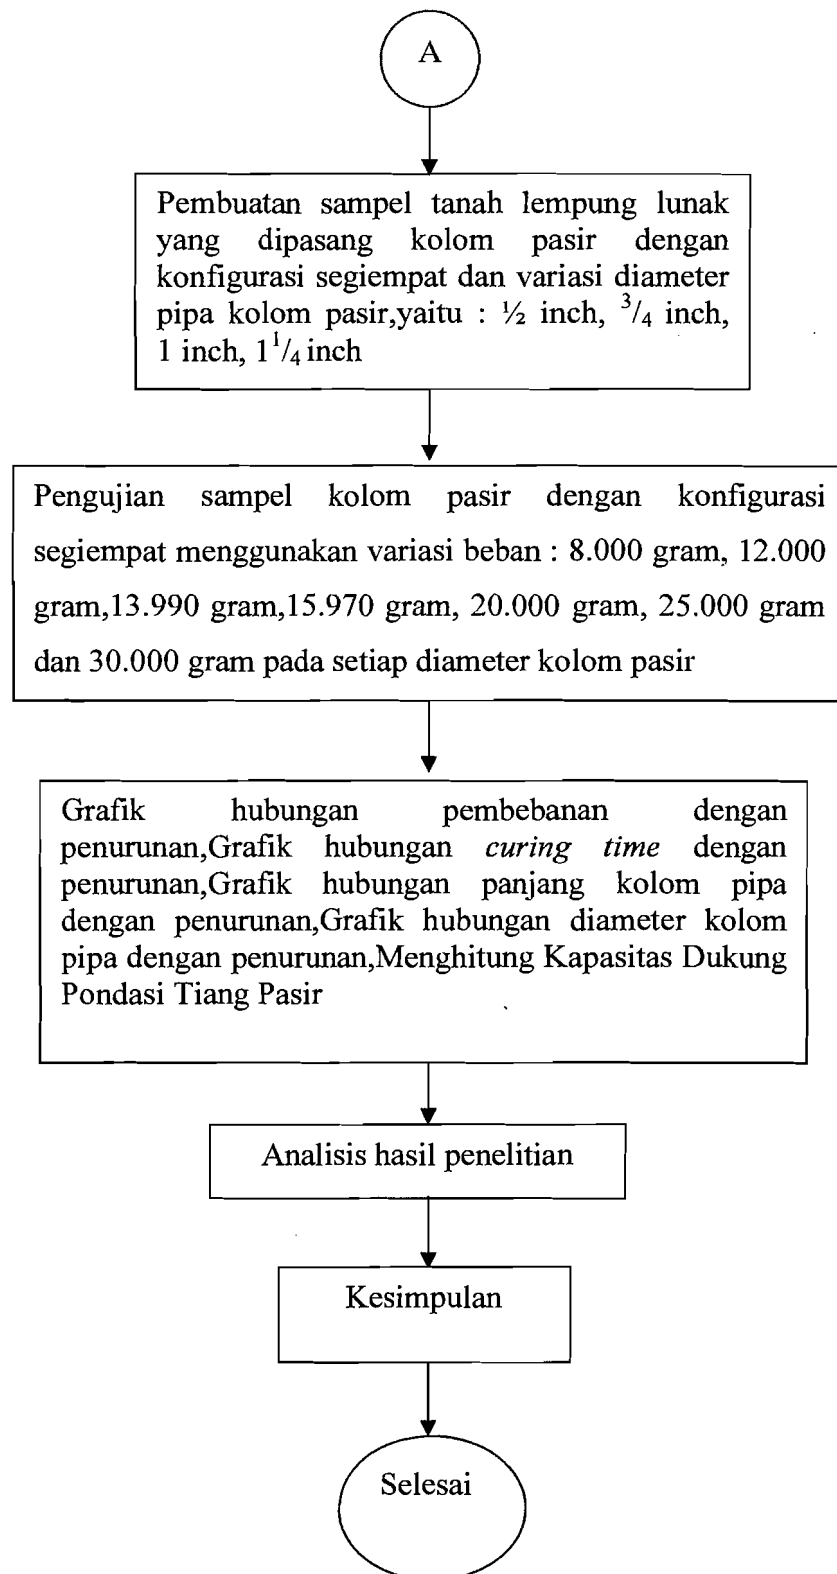 A
Pembuatan sampel tanah lempung lunak
yang dipasang kolom pasir dengan
konfigurasi segiempat dan variasi diameter
pipa kolom pasir,yaitu : ½ inch, ³/₄ inch,
1 inch, 1¹/₄ inch
Pengujian sampel kolom pasir dengan konfigurasi
segiempat menggunakan variasi beban : 8.000 gram, 12.000
gram,13.990 gram,15.970 gram, 20.000 gram, 25.000 gram
dan 30.000 gram pada setiap diameter kolom pasir
Grafik hubungan pembebanan dengan
penurunan,Grafik hubungan curing time dengan
penurunan,Grafik hubungan panjang kolom pipa
dengan penurunan,Grafik hubungan diameter kolom
pipa dengan penurunan,Menghitung Kapasitas Dukung
Pondasi Tiang Pasir
Analisis hasil penelitian
Kesimpulan
Selesai